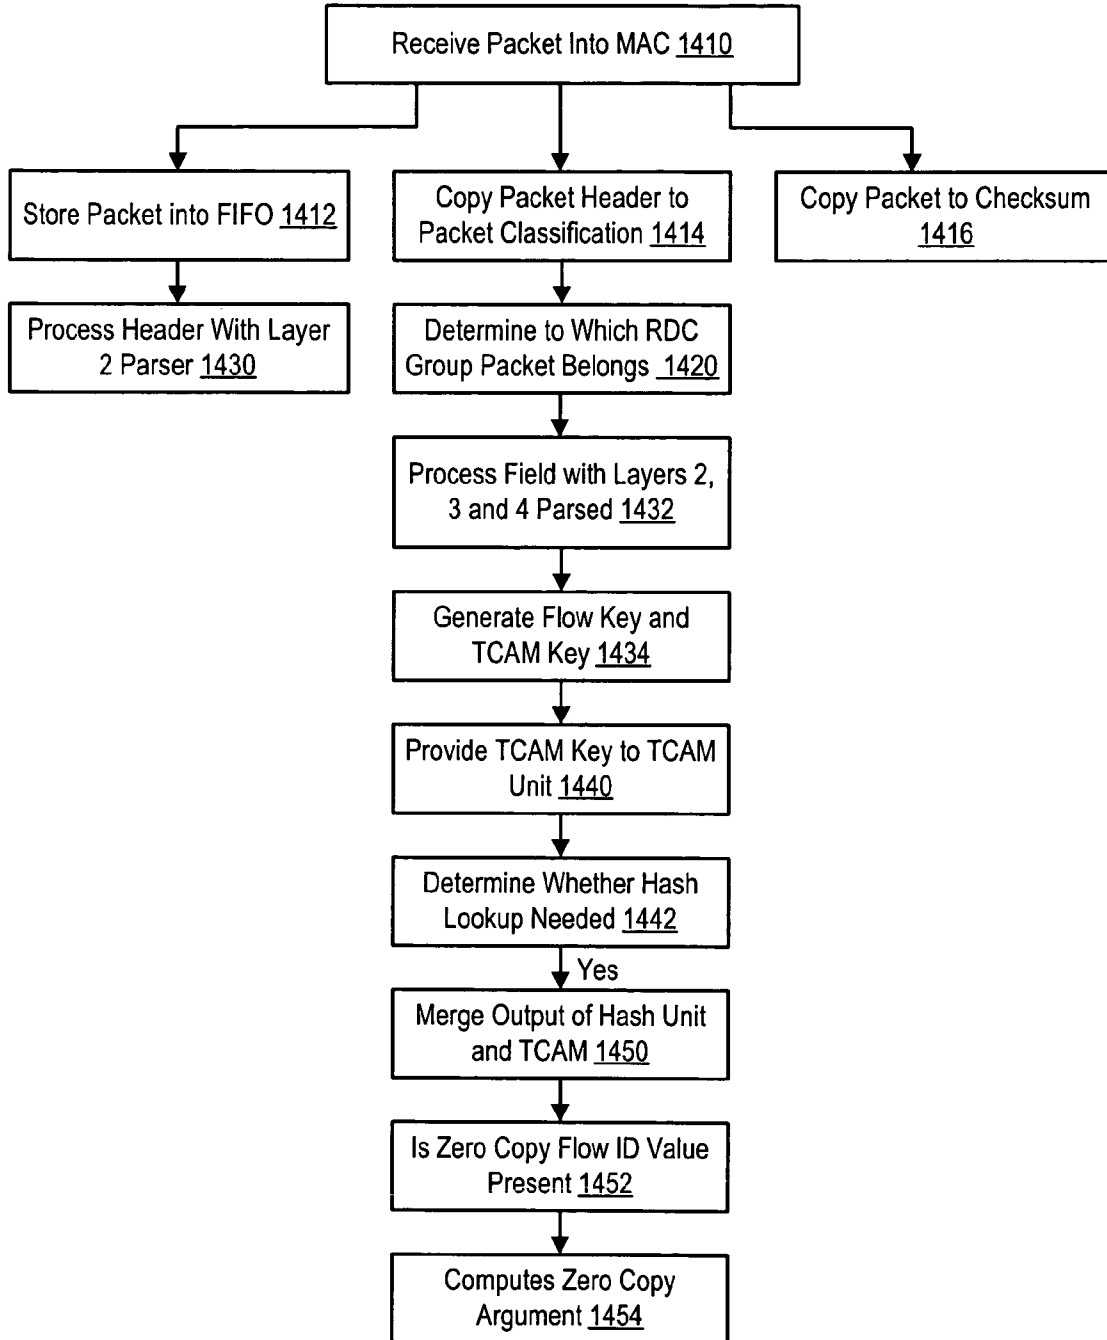 Receive Packet Into MAC 1410
Store Packet into FIFO 1412
Copy Packet Header to
Packet Classification 1414
Copy Packet to Checksum
1416
Process Header With Layer
2 Parser 1430
Determine to Which RDC
Group Packet Belongs 1420
Process Field with Layers 2,
3 and 4 Parsed 1432
Generate Flow Key and
TCAM Key 1434
Provide TCAM Key to TCAM
Unit 1440
Determine Whether Hash
Lookup Needed 1442
Yes
Merge Output of Hash Unit
and TCAM 1450
Is Zero Copy Flow ID Value
Present 1452
Computes Zero Copy
Argument 1454